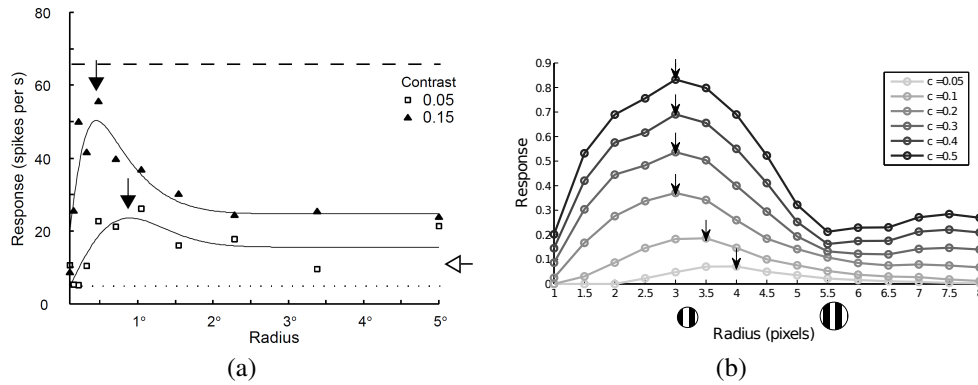 80
60
40
20
0
Response (spikes per s)
Contrast
0.05
0.15
1° 2° 3° 4° 5°
Radius
(a)
0.9
0.8
0.7
0.6
0.5
0.4
0.3
0.2
0.1
0
Response
c =0.05
c =0.1
c =0.2
c =0.3
c =0.4
c =0.5
1 1.5 2 2.5 3 3.5 4 4.5 5 5.5 6 6.5 7 7.5 8
Radius (pixels)
(b)